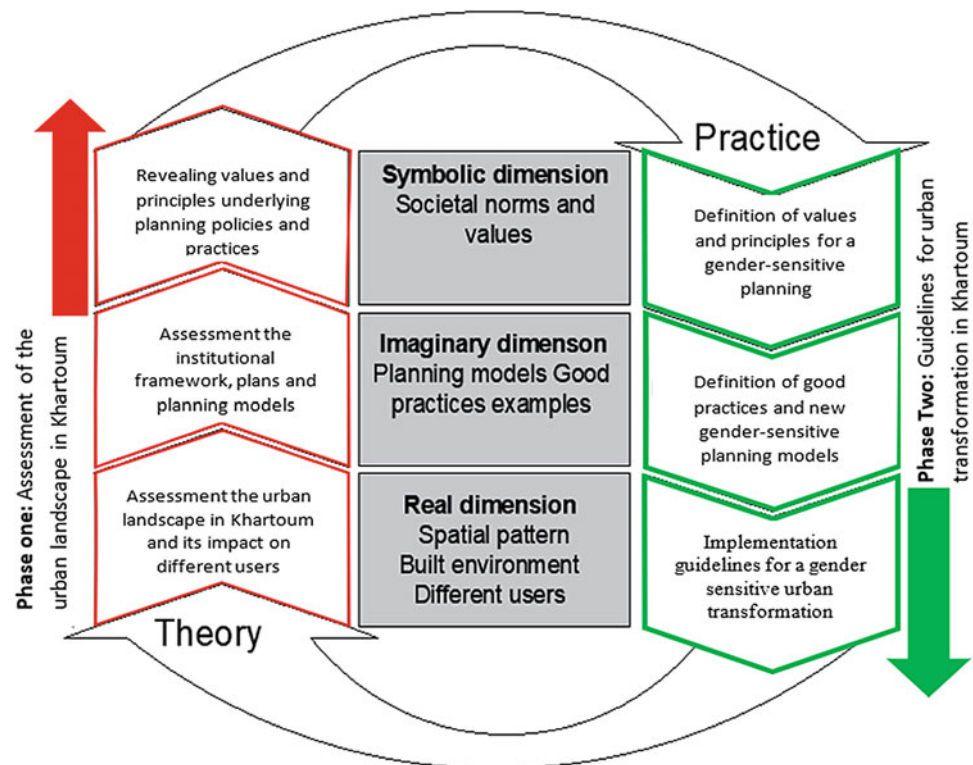 Practice
Revealing values and
principles underlying
planning policies and
practices
Symbolic dimension
Societal norms and
values
Definition of values
and principles for a
gender-sensitive
planning
Assessment the
institutional
framework, plans and
planning models
Imaginary dimenson
Planning models Good
practices examples
Definition of good
practices and new
gender-sensitive
planning models
Assessment the urban
landscape in Khartoum
and its impact on
different users
Real dimension
Spatial pattern
Built environment
Different users
Implementation
guidelines for a gender
sensitive urban
transformation
Theory
Phase one: Assessment of the
urban landscape in Khartoum
Phase Two: Guidelines for urban
transformation in Khartoum